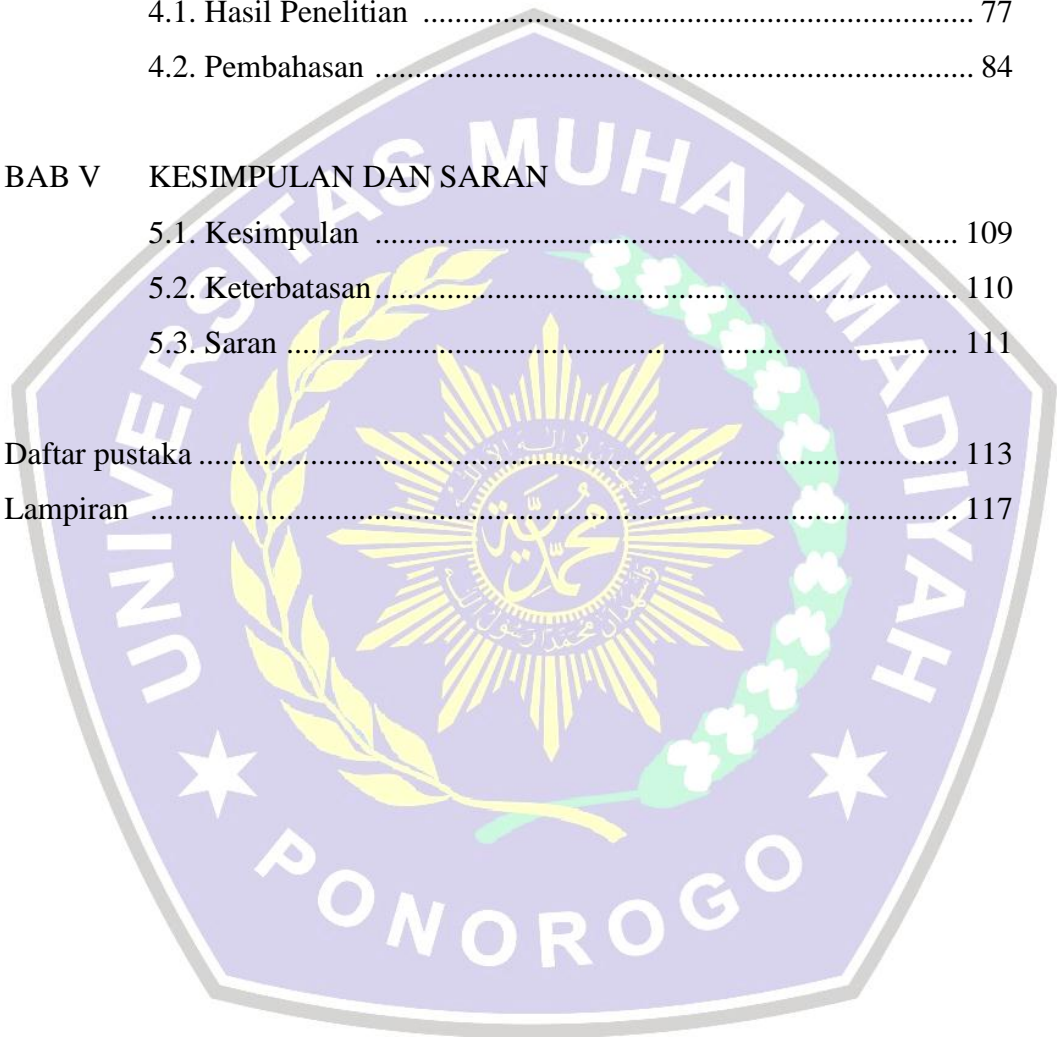 4.1. Hasil Penelitian ..................................................................... 77
4.2. Pembahasan ........................................................................... 84
BAB V KESIMPULAN DAN SARAN
5.1. Kesimpulan ......................................................................... 109
5.2. Keterbatasan......................................................................... 110
5.3. Saran .................................................................................... 111
Daftar pustaka ............................................................................................... 113
Lampiran ..................................................................................................... 117
UNIVERSITAS MUHAMMADIYAH
PONOROGO
محمدية